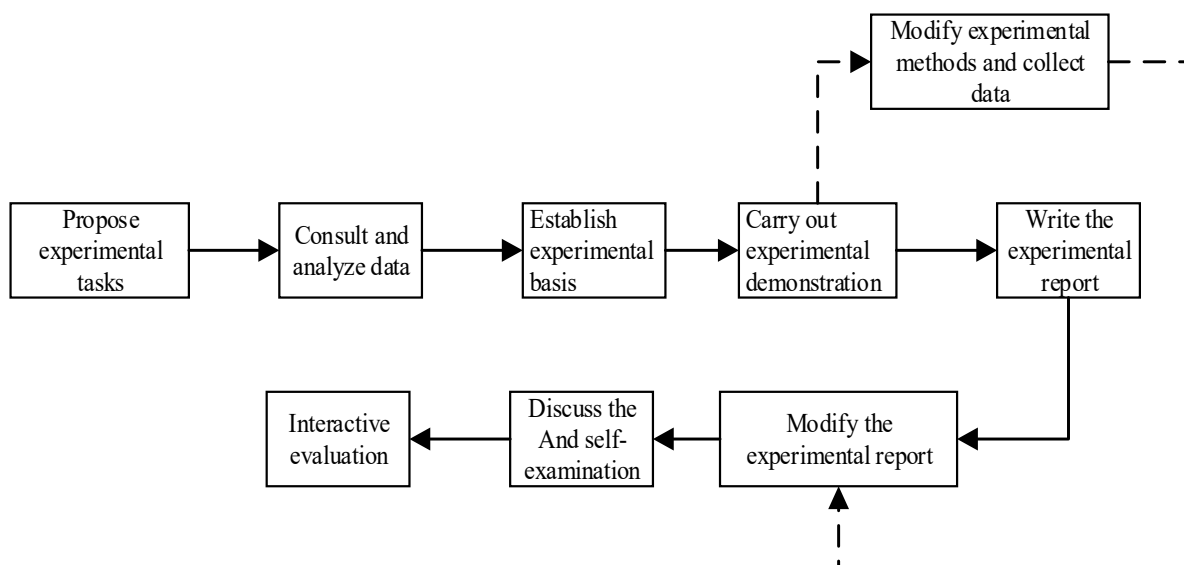 Modify experimental
methods and collect
data
Propose
experimental
tasks
Consult and
analyze data
Establish
experimental
basis
Carry out
experimental
demonstration
Write the
experimental
report
Interactive
evaluation
Discuss the
And self-
examination
Modify the
experimental report